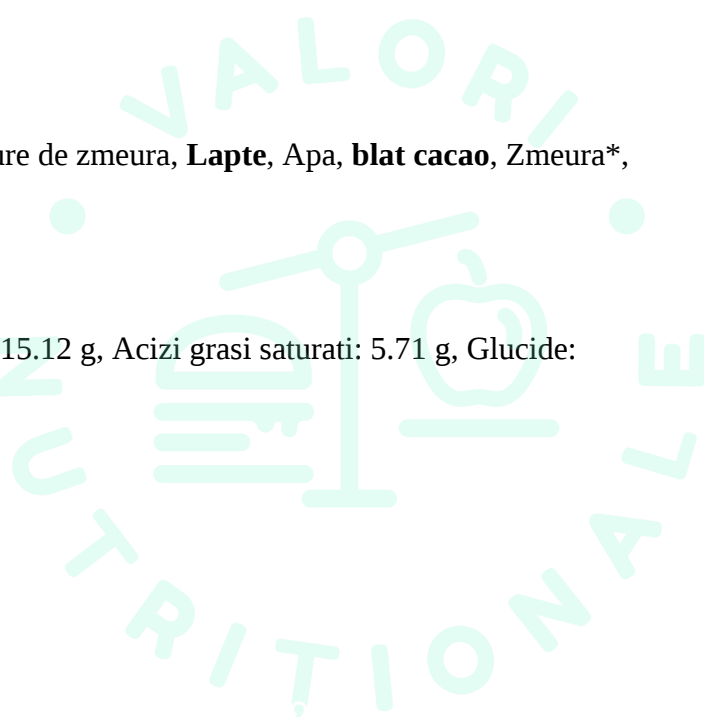 VALORI
ure de zmeura, Lapte, Apa, blat cacao, Zmeura*,
15.12 g, Acizi grasi saturati: 5.71 g, Glucide:
NUTRITIONALE